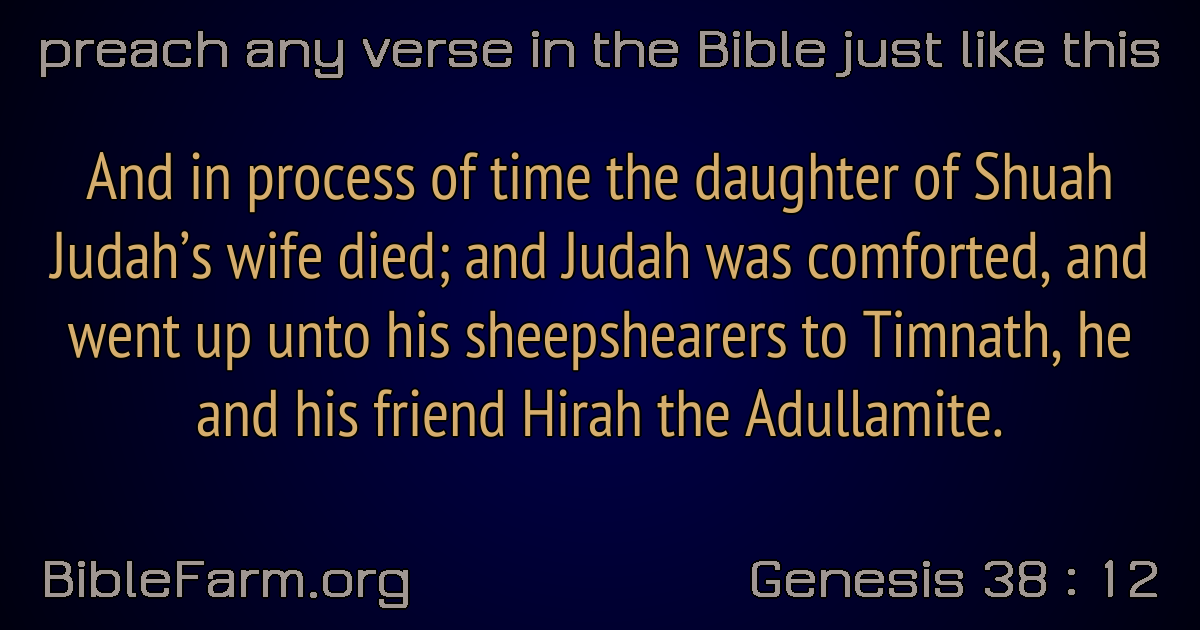 preach any verse in the Bible just like this
And in process of time the daughter of Shuah
Judah’s wife died; and Judah was comforted, and
went up unto his sheepshearers to Timnath, he
and his friend Hirah the Adullamite.
BibleFarm.org
Genesis 38 : 12